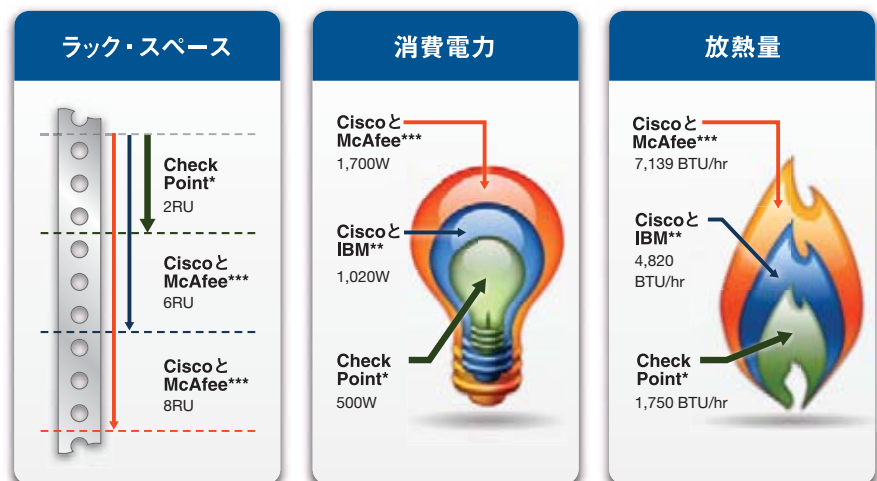 ラック・スペース
Check
Point*
2RU
Ciscoと
McAfee***
6RU
Ciscoと
McAfee***
8RU
消費電力
Ciscoと
McAfee***
1,700W
Ciscoと
IBM**
1,020W
Check
Point*
500W
放熱量
Ciscoと
McAfee***
7,139 BTU/hr
Ciscoと
IBM**
4,820
BTU/hr
Check
Point*
1,750 BTU/hr